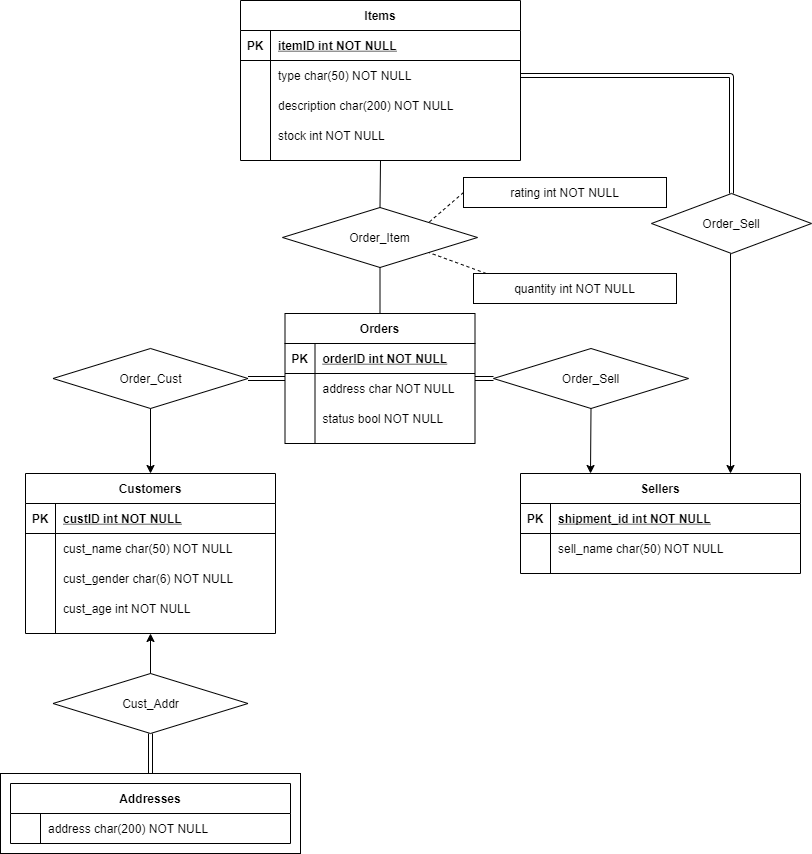 Items
PK itemID int NOT NULL
type char(50) NOT NULL
description char(200) NOT NULL
stock int NOT NULL
rating int NOT NULL
Order_Item
Order_Sell
quantity int NOT NULL
Orders
PK orderID int NOT NULL
address char NOT NULL
status bool NOT NULL
Order_Cust
Order_Sell
Customers
PK custID int NOT NULL
cust_name char(50) NOT NULL
cust_gender char(6) NOT NULL
cust_age int NOT NULL
Sellers
PK shipment_id int NOT NULL
sell_name char(50) NOT NULL
Cust_Addr
Addresses
address char(200) NOT NULL